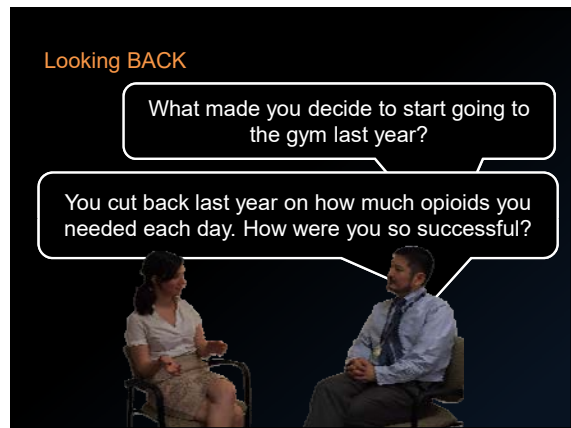 Looking BACK
What made you decide to start going to
the gym last year?
You cut back last year on how much opioids you
needed each day. How were you so successful?